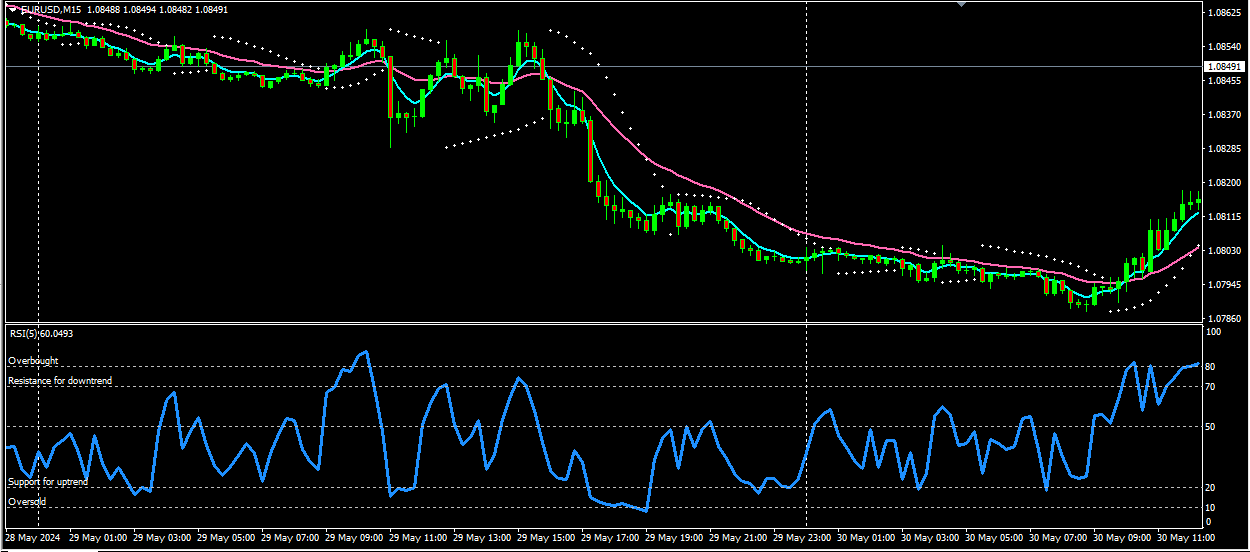 EURUSD,M15 1.08488 1.08494 1.08482 1.08491
1.08625
1.08540
1.08491
1.08455
1.08370
1.08285
1.08200
1.08115
1.08030
1.07945
1.07860
RSI(5) 60.0493
100
Overbought
80
Resistance for downtrend
70
50
Support for uptrend
20
Oversold
10
0
28 May 2024 29 May 01:00 29 May 03:00 29 May 05:00 29 May 07:00 29 May 09:00 29 May 11:00 29 May 13:00 29 May 15:00 29 May 17:00 29 May 19:00 29 May 21:00 29 May 23:00 30 May 01:00 30 May 03:00 30 May 05:00 30 May 07:00 30 May 09:00 30 May 11:00